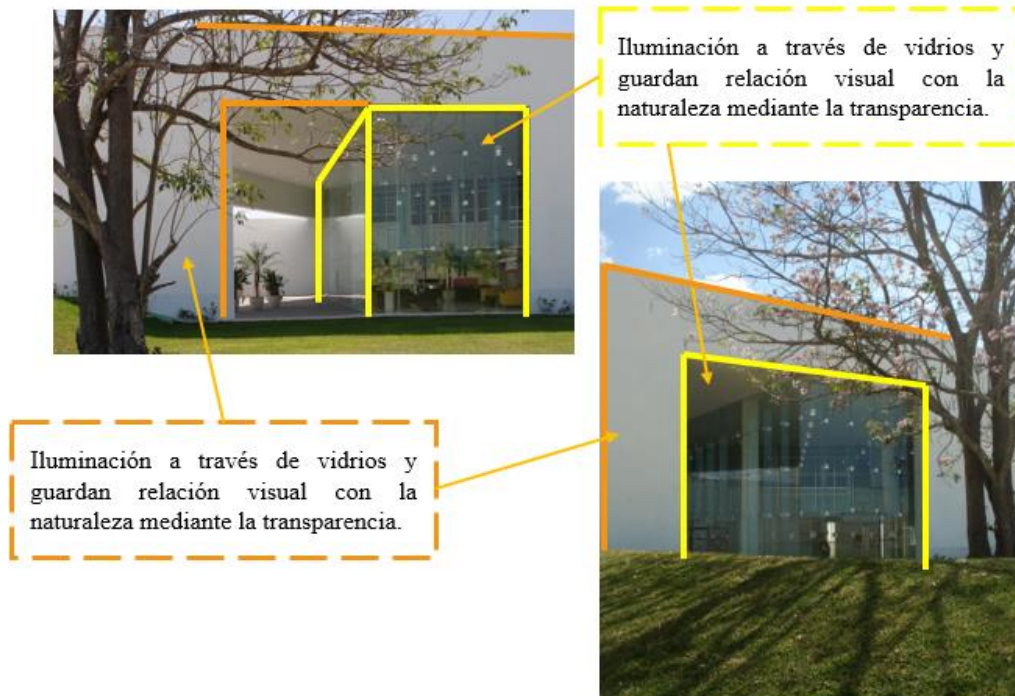 Iluminación a través de vidrios y
guardan relación visual con la
naturaleza mediante la transparencia.
Iluminación a través de vidrios y
guardan relación visual con la
naturaleza mediante la transparencia.